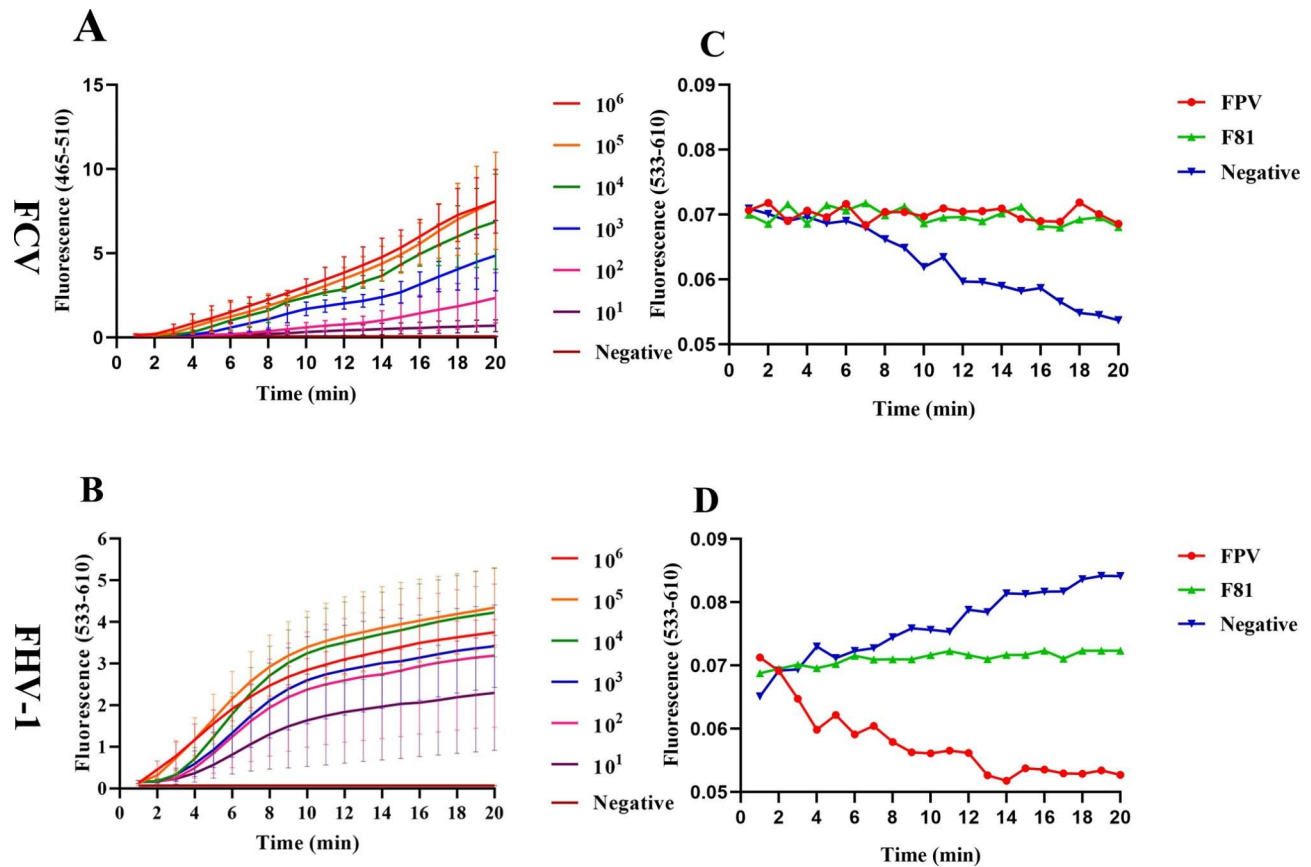 A
FCV
Fluorescence (465-510)
15
10
5
0
0 2 4 6 8 10 12 14 16 18 20
Time (min)
10⁶
10⁵
10⁴
10³
10²
10¹
Negative
C
Fluorescence (533-610)
0.09
0.08
0.07
0.06
0.05
0 2 4 6 8 10 12 14 16 18 20
Time (min)
FPV
F81
Negative
B
FHV-1
Fluorescence (533-610)
6
5
4
3
2
1
0
0 2 4 6 8 10 12 14 16 18 20
Time (min)
10⁶
10⁵
10⁴
10³
10²
10¹
Negative
D
Fluorescence (533-610)
0.09
0.08
0.07
0.06
0.05
0 2 4 6 8 10 12 14 16 18 20
Time (min)
FPV
F81
Negative